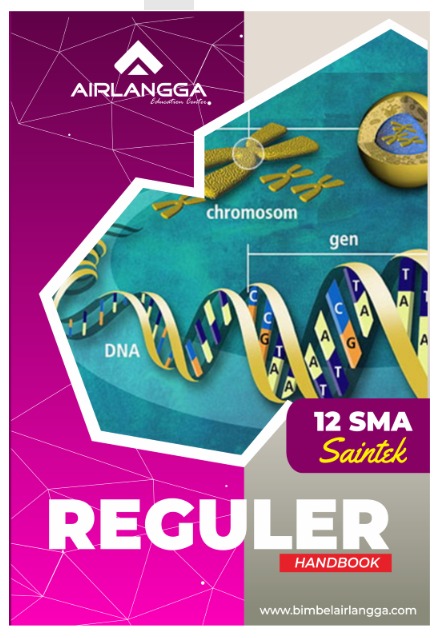 AIRLANGGA
Education Center
chromosom
gen
DNA
C
C
G
T
A
A
A
T
A
A
C
G
T
A
T
A
T
12 SMA
Saintek
REGULER
HANDBOOK
www.bimbelairlangga.com